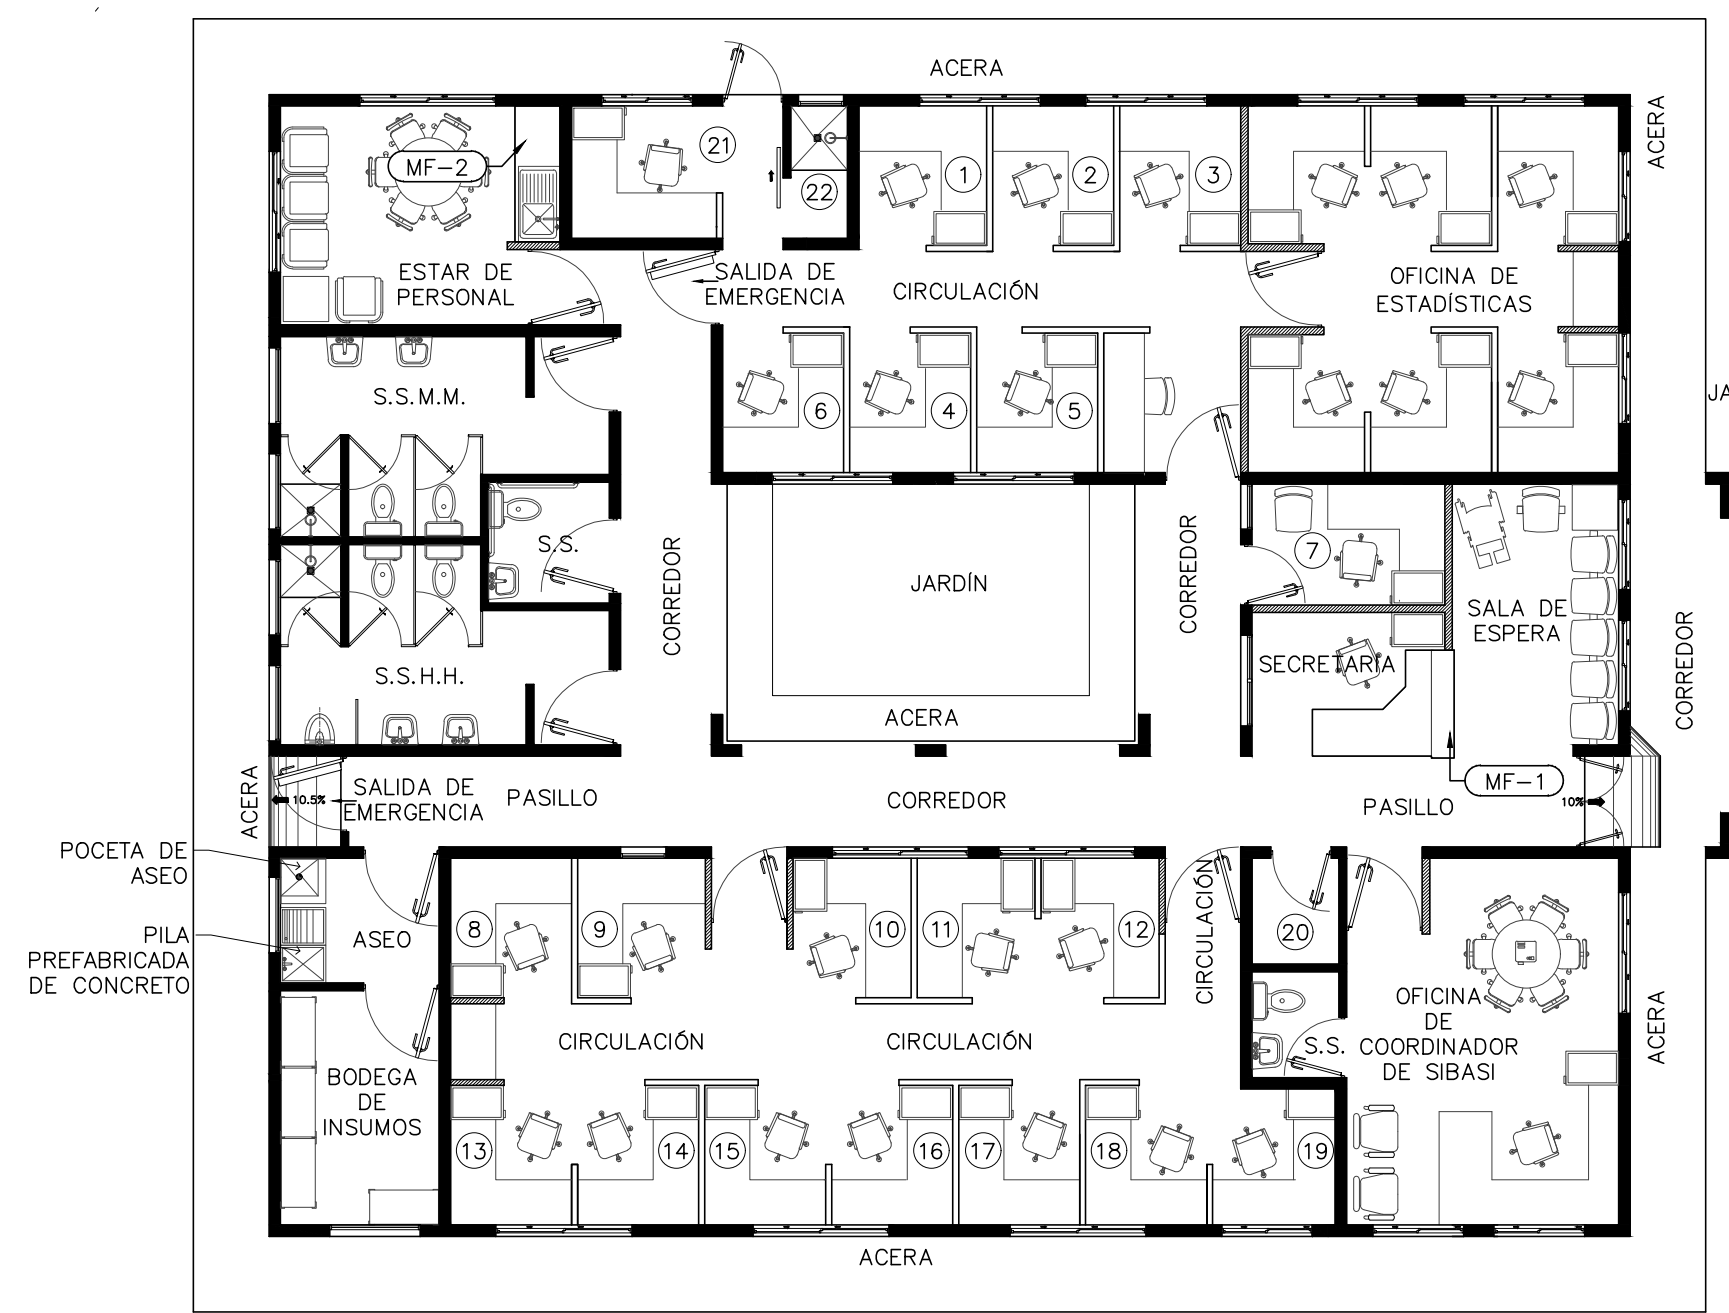 ACERA
ACERA
MF-2
21
22
1
2
3
ESTAR DE
PERSONAL
SALIDA DE
EMERGENCIA
CIRCULACIÓN
OFICINA DE
ESTADÍSTICAS
S.S.M.M.
6
4
5
JA
S.S.
CORREDOR
JARDÍN
CORREDOR
7
SALA DE
ESPERA
SECRETARIA
CORREDOR
S.S.H.H.
ACERA
ACERA
10.5%
SALIDA DE
EMERGENCIA
PASILLO
CORREDOR
PASILLO
MF-1
10%
POCETA DE
ASEO
PILA
PREFABRICADA
DE CONCRETO
ASEO
8
9
10
11
12
CIRCULACIÓN
20
CIRCULACIÓN
CIRCULACIÓN
S.S.
OFICINA
DE
COORDINADOR
DE SIBASI
ACERA
BODEGA
DE
INSUMOS
13
14
15
16
17
18
19
ACERA